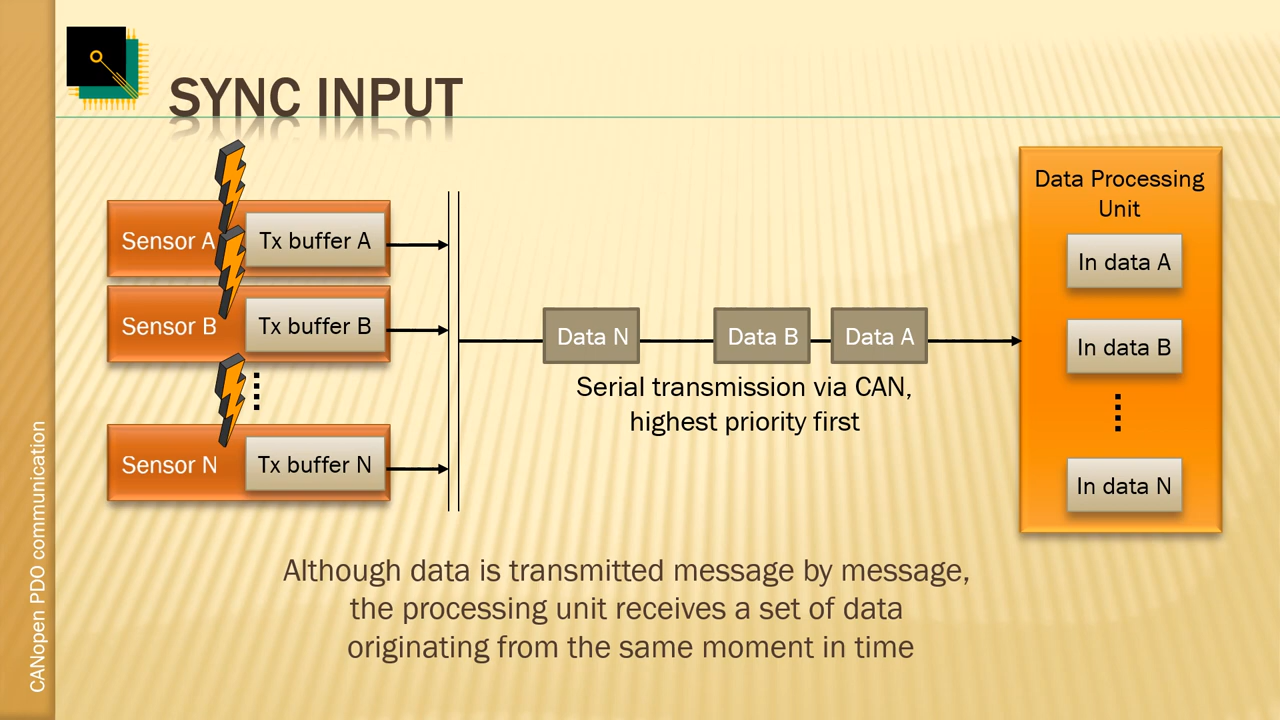 SYNC INPUT
Sensor A
Tx buffer A
Sensor B
Tx buffer B
Sensor N
Tx buffer N
Data N
Data B
Data A
Serial transmission via CAN,
highest priority first
Data Processing
Unit
In data A
In data B
In data N
Although data is transmitted message by message,
the processing unit receives a set of data
originating from the same moment in time
CANopen PDO communication